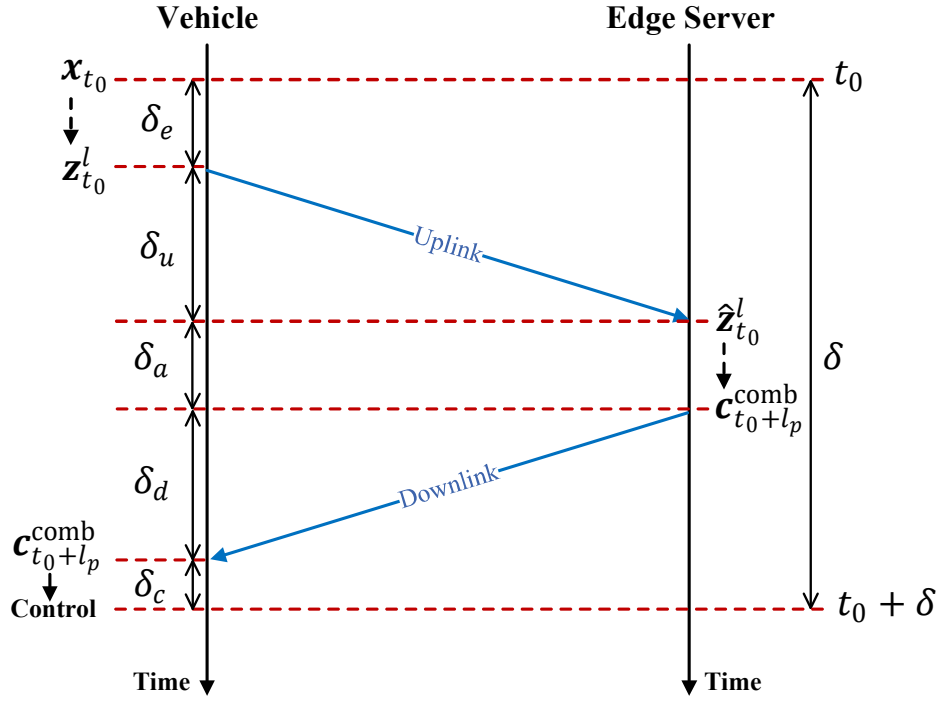 Vehicle
Edge Server
𝒙_{t_0}
t_0
δ_e
𝒛^l_{t_0}
δ_u
Uplink
ẑ^l_{t_0}
δ_a
δ
𝒄^{comb}_{t_0+l_p}
δ_d
Downlink
𝒄^{comb}_{t_0+l_p}
δ_c
Control
t_0 + δ
Time
Time